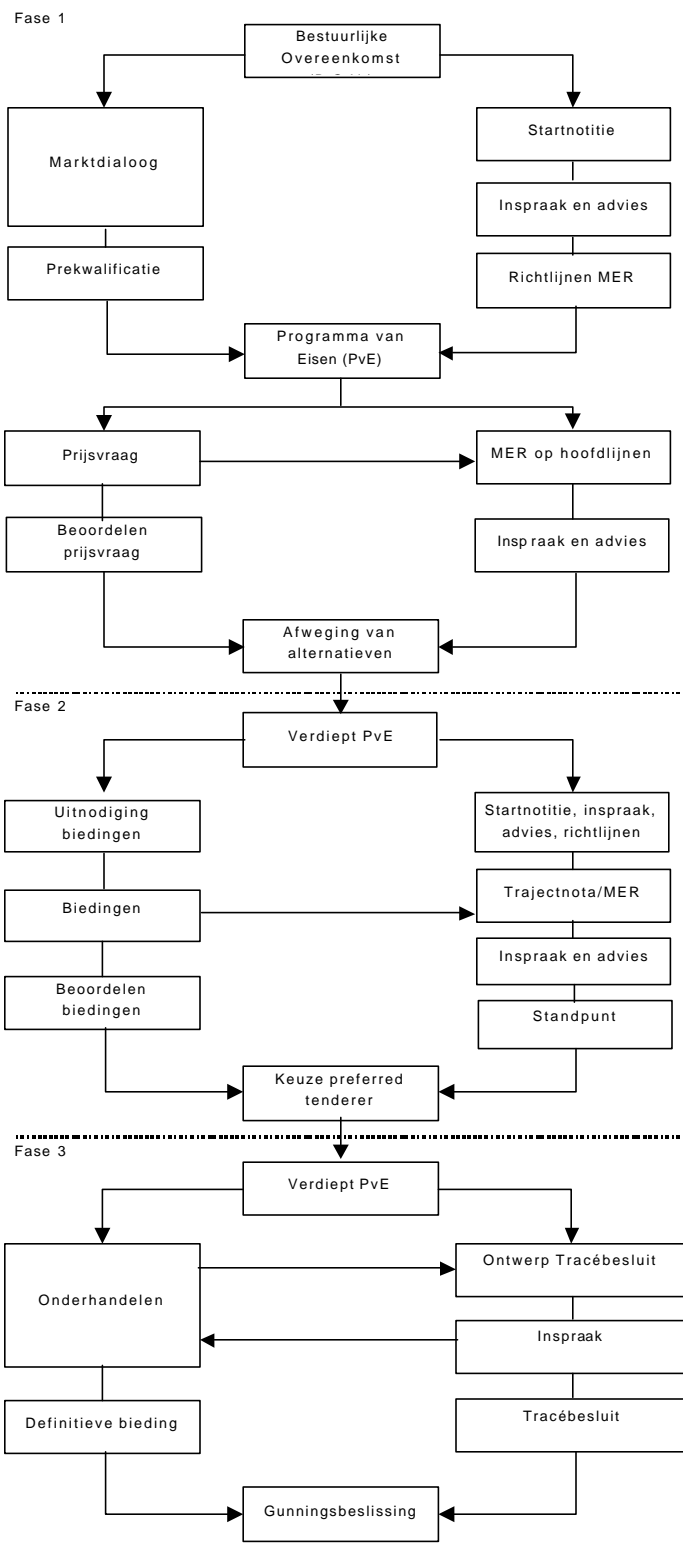 Fase 1
Bestuurlijke
Overeenkomst
Marktdialoog
Startnotitie
Inspraak en advies
Prekwalificatie
Richtlijnen MER
Programma van
Eisen (PvE)
Prijsvraag
MER op hoofdlijnen
Beoordelen
prijsvraag
Inspraak en advies
Afweging van
alternatieven
Fase 2
Verdiept PvE
Uitnodiging
biedingen
Startnotitie, inspraak,
advies, richtlijnen
Biedingen
Trajectnota/MER
Inspraak en advies
Beoordelen
biedingen
Standpunt
Keuze preferred
tenderer
Fase 3
Verdiept PvE
Onderhandelen
Ontwerp Tracébesluit
Inspraak
Definitieve bieding
Tracébesluit
Gunningsbeslissing